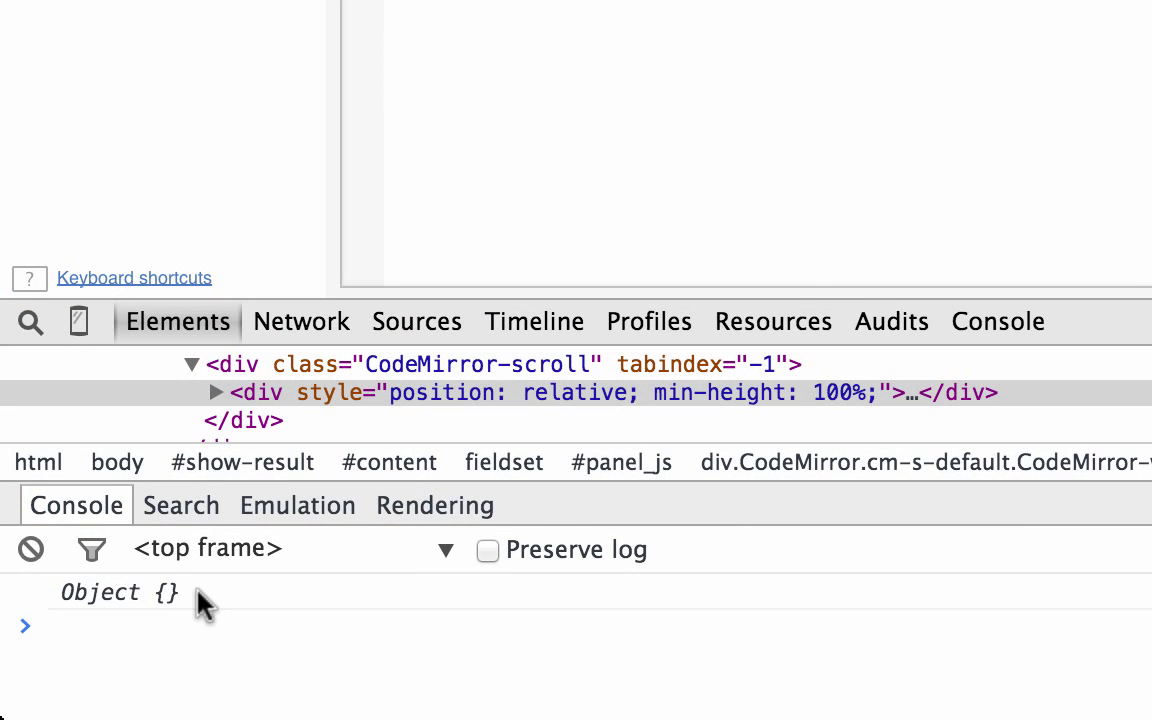 ? Keyboard shortcuts
Elements Network Sources Timeline Profiles Resources Audits Console
▼<div class="CodeMirror-scroll" tabindex="-1">
▶<div style="position: relative; min-height: 100%;">…</div>
</div>
html body #show-result #content fieldset #panel_js div.CodeMirror.cm-s-default.CodeMirror-
Console Search Emulation Rendering
<top frame> ▼ Preserve log
Object {}
>